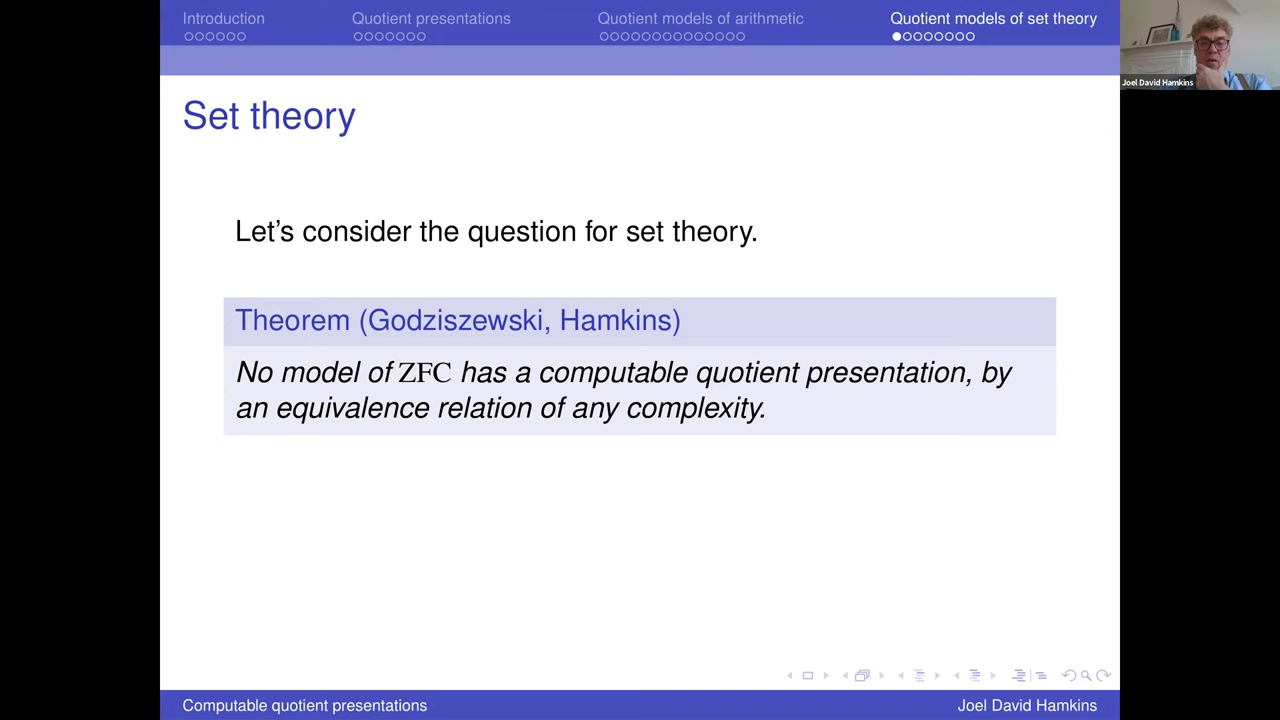 Introduction
Quotient presentations
Quotient models of arithmetic
Quotient models of set theory
Joel David Hamkins
Set theory
Let's consider the question for set theory.
Theorem (Godziszewski, Hamkins)
No model of ZFC has a computable quotient presentation, by
an equivalence relation of any complexity.
Computable quotient presentations
Joel David Hamkins